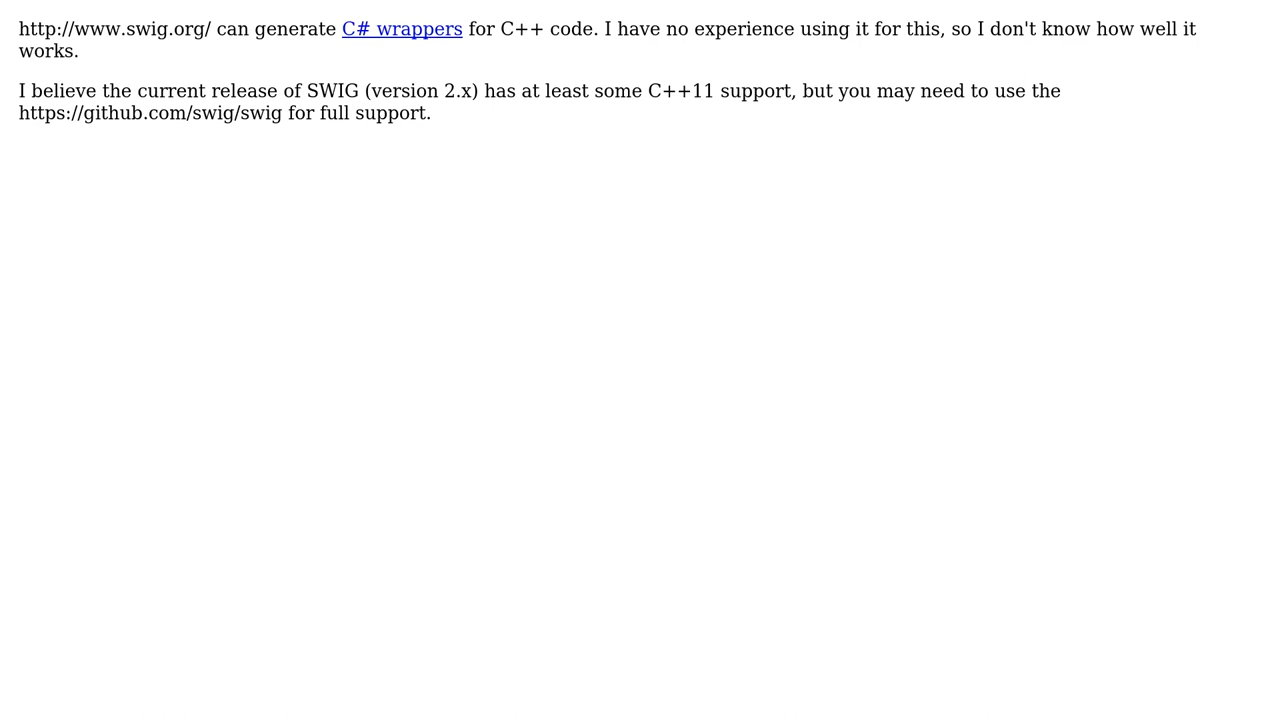 http://www.swig.org/ can generate C# wrappers for C++ code. I have no experience using it for this, so I don't know how well it
works.
I believe the current release of SWIG (version 2.x) has at least some C++11 support, but you may need to use the
https://github.com/swig/swig for full support.